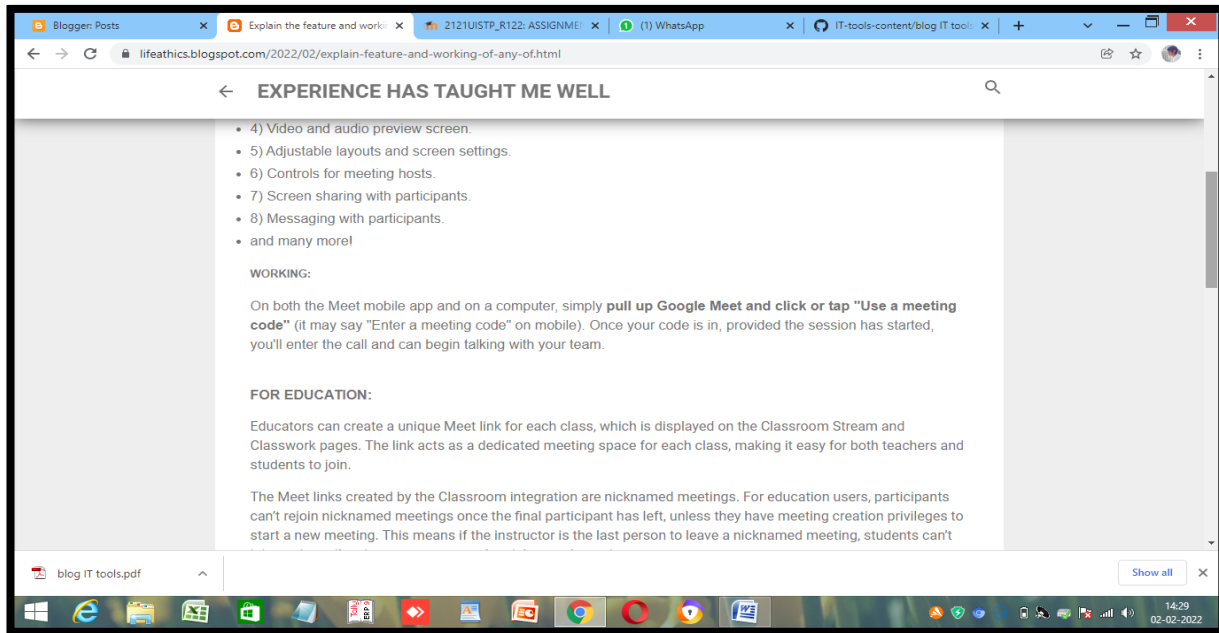 Blogger: Posts
Explain the feature and workin
2121UISTP_R122: ASSIGNMEN
(1) WhatsApp
IT-tools-content/blog IT tools
lifeathics.blogspot.com/2022/02/explain-feature-and-working-of-any-of.html
EXPERIENCE HAS TAUGHT ME WELL
• 4) Video and audio preview screen.
• 5) Adjustable layouts and screen settings.
• 6) Controls for meeting hosts.
• 7) Screen sharing with participants.
• 8) Messaging with participants.
• and many more!
WORKING:
On both the Meet mobile app and on a computer, simply pull up Google Meet and click or tap "Use a meeting
code" (it may say "Enter a meeting code" on mobile). Once your code is in, provided the session has started,
you'll enter the call and can begin talking with your team.
FOR EDUCATION:
Educators can create a unique Meet link for each class, which is displayed on the Classroom Stream and
Classwork pages. The link acts as a dedicated meeting space for each class, making it easy for both teachers and
students to join.
The Meet links created by the Classroom integration are nicknamed meetings. For education users, participants
can't rejoin nicknamed meetings once the final participant has left, unless they have meeting creation privileges to
start a new meeting. This means if the instructor is the last person to leave a nicknamed meeting, students can't
blog IT tools.pdf
Show all
Tally ERP 9
14:29
02-02-2022